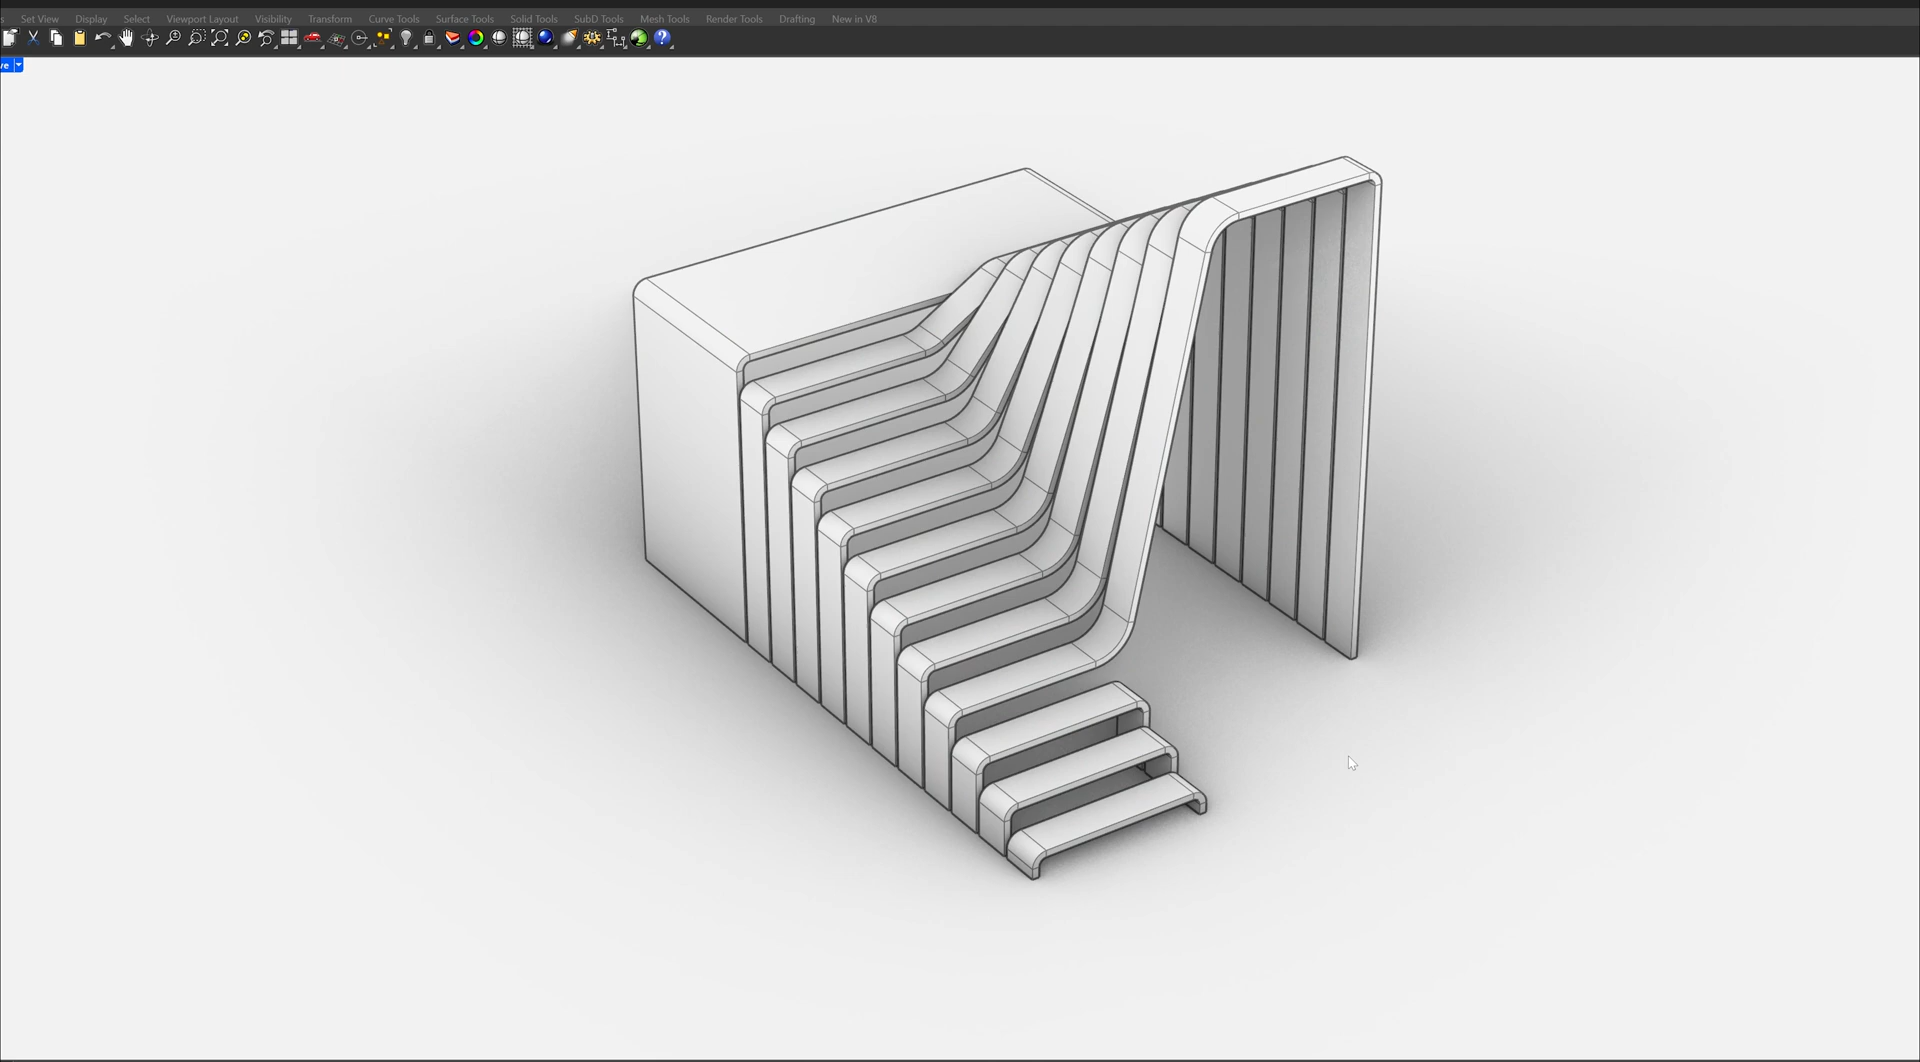 s Set View Display Select Viewport Layout Visibility Transform Curve Tools Surface Tools Solid Tools SubD Tools Mesh Tools Render Tools Drafting New in V8
ve